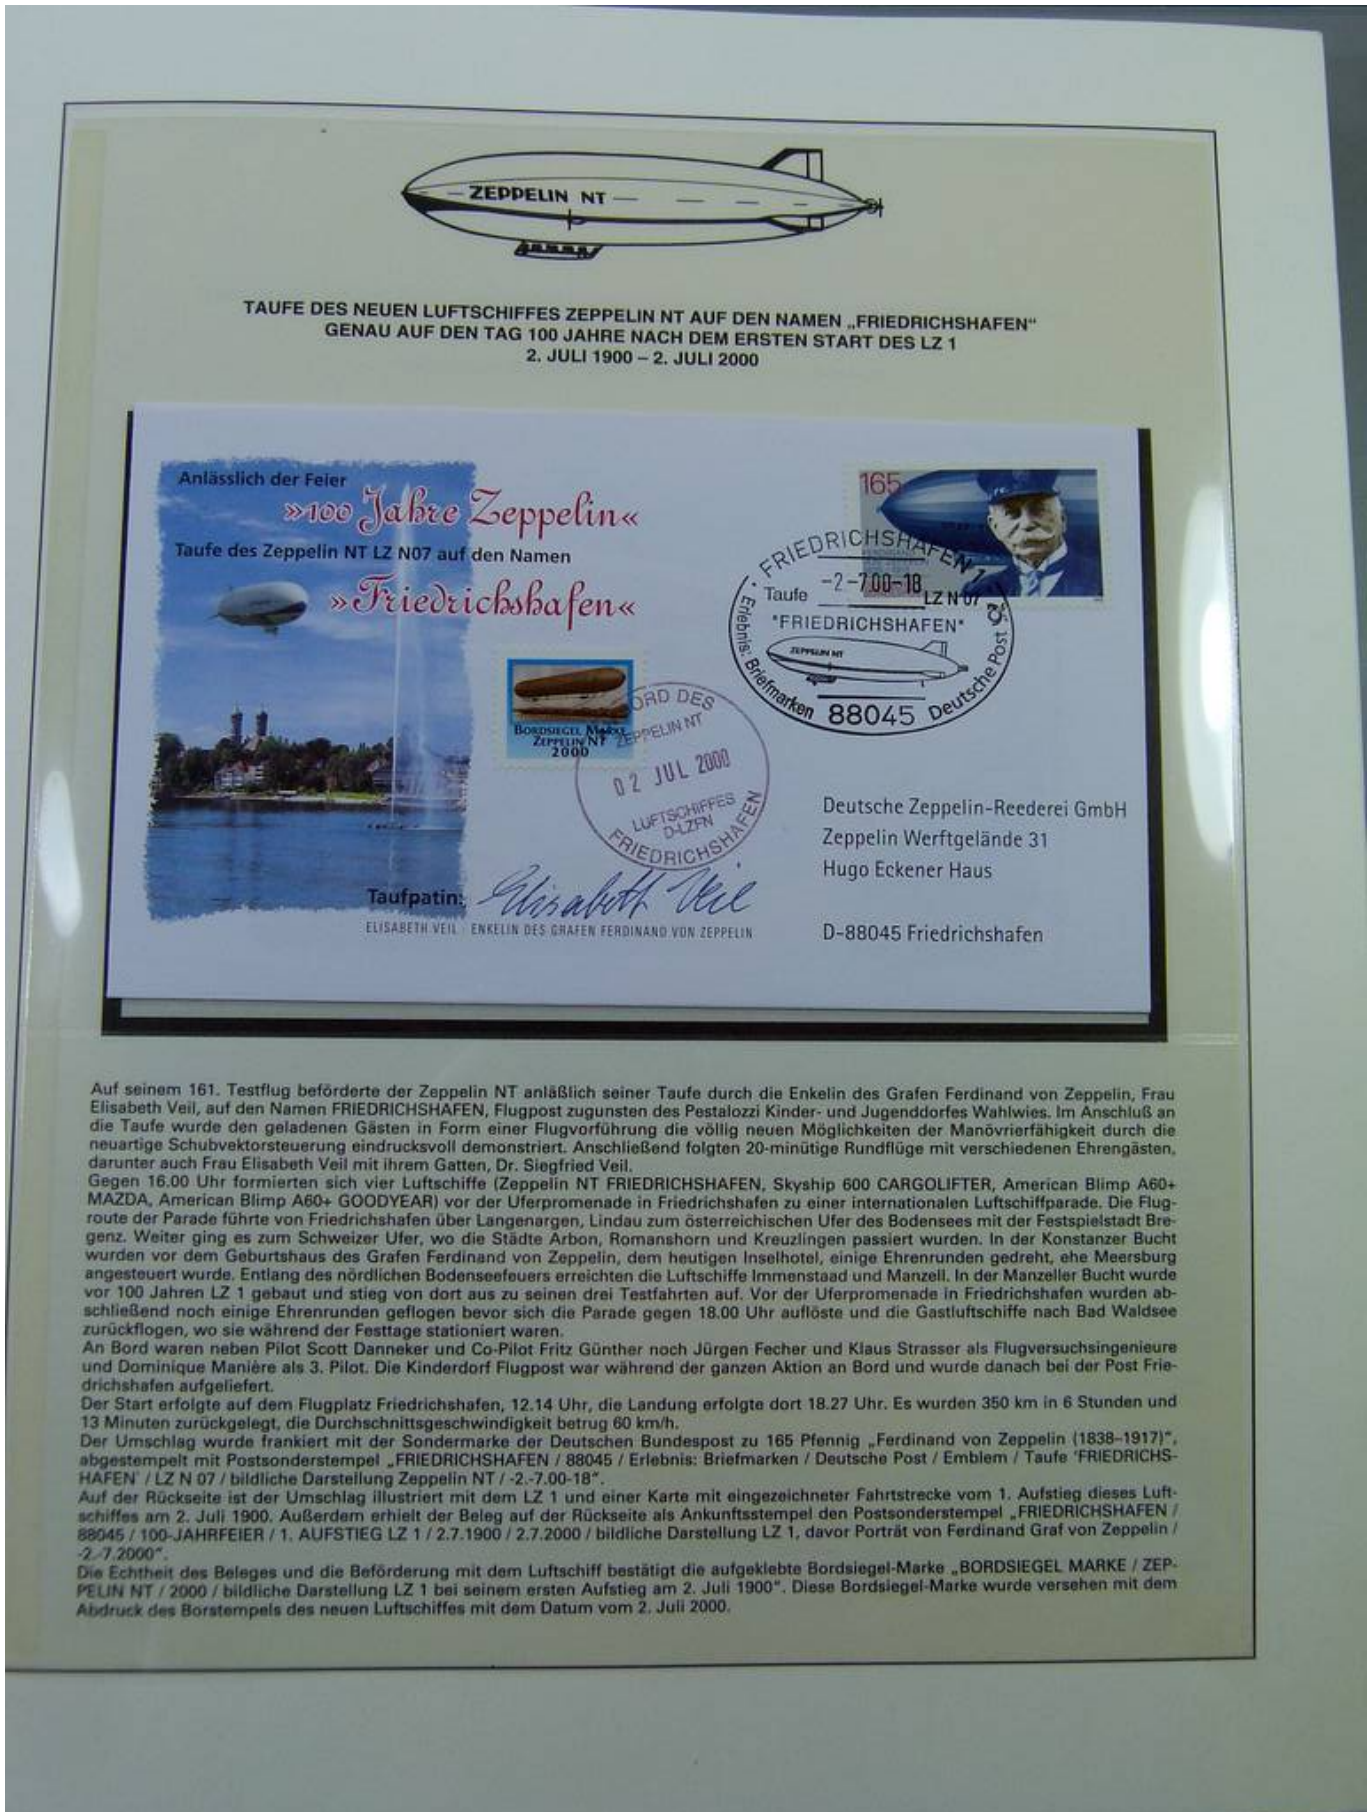 ZEPPELIN NT
TAUFE DES NEUEN LUFTSCHIFFES ZEPPELIN NT AUF DEN NAMEN „FRIEDRICHSHAFEN“
GENAU AUF DEN TAG 100 JAHRE NACH DEM ERSTEN START DES LZ 1
2. JULI 1900 – 2. JULI 2000
Anlässlich der Feier
»100 Jahre Zeppelin«
Taufe des Zeppelin NT LZ N07 auf den Namen
»Friedrichshafen«
165
FRIEDRICHSHAFEN 1
Taufe -2-7.00-18 LZ N 07
"FRIEDRICHSHAFEN"
ZEPPELIN NT
Erlebnis: Briefmarken 88045 Deutsche Post
BORDSIEGEL MARKE
ZEPPELIN NT
2000
BORD DES
ZEPPELIN NT
02 JUL 2000
LUFTSCHIFFES
D-LZFN
FRIEDRICHSHAFEN
Deutsche Zeppelin-Reederei GmbH
Zeppelin Werftgelände 31
Hugo Eckener Haus
D-88045 Friedrichshafen
Taufpatin: Elisabeth Veil
ELISABETH VEIL · ENKELIN DES GRAFEN FERDINAND VON ZEPPELIN
Auf seinem 161. Testflug beförderte der Zeppelin NT anläßlich seiner Taufe durch die Enkelin des Grafen Ferdinand von Zeppelin, Frau
Elisabeth Veil, auf den Namen FRIEDRICHSHAFEN, Flugpost zugunsten des Pestalozzi Kinder- und Jugenddorfes Wahlwies. Im Anschluß an
die Taufe wurde den geladenen Gästen in Form einer Flugvorführung die völlig neuen Möglichkeiten der Manövrierfähigkeit durch die
neuartige Schubvektorsteuerung eindrucksvoll demonstriert. Anschließend folgten 20-minütige Rundflüge mit verschiedenen Ehrengästen,
darunter auch Frau Elisabeth Veil mit ihrem Gatten, Dr. Siegfried Veil.
Gegen 16.00 Uhr formierten sich vier Luftschiffe (Zeppelin NT FRIEDRICHSHAFEN, Skyship 600 CARGOLIFTER, American Blimp A60+
MAZDA, American Blimp A60+ GOODYEAR) vor der Uferpromenade in Friedrichshafen zu einer internationalen Luftschiffparade. Die Flug-
route der Parade führte von Friedrichshafen über Langenargen, Lindau zum österreichischen Ufer des Bodensees mit der Festspielstadt Bre-
genz. Weiter ging es zum Schweizer Ufer, wo die Städte Arbon, Romanshorn und Kreuzlingen passiert wurden. In der Konstanzer Bucht
wurden vor dem Geburtshaus des Grafen Ferdinand von Zeppelin, dem heutigen Inselhotel, einige Ehrenrunden gedreht, ehe Meersburg
angesteuert wurde. Entlang des nördlichen Bodenseefeuers erreichten die Luftschiffe Immenstaad und Manzell. In der Manzeller Bucht wurde
vor 100 Jahren LZ 1 gebaut und stieg von dort aus zu seinen drei Testfahrten auf. Vor der Uferpromenade in Friedrichshafen wurden ab-
schließend noch einige Ehrenrunden geflogen bevor sich die Parade gegen 18.00 Uhr auflöste und die Gastluftschiffe nach Bad Waldsee
zurückflogen, wo sie während der Festtage stationiert waren.
An Bord waren neben Pilot Scott Danneker und Co-Pilot Fritz Günther noch Jürgen Fecher und Klaus Strasser als Flugversuchsingenieure
und Dominique Manière als 3. Pilot. Die Kinderdorf Flugpost war während der ganzen Aktion an Bord und wurde danach bei der Post Frie-
drichshafen aufgeliefert.
Der Start erfolgte auf dem Flugplatz Friedrichshafen, 12.14 Uhr, die Landung erfolgte dort 18.27 Uhr. Es wurden 350 km in 6 Stunden und
13 Minuten zurückgelegt, die Durchschnittsgeschwindigkeit betrug 60 km/h.
Der Umschlag wurde frankiert mit der Sondermarke der Deutschen Bundespost zu 165 Pfennig „Ferdinand von Zeppelin (1838–1917)“,
abgestempelt mit Postsonderstempel „FRIEDRICHSHAFEN / 88045 / Erlebnis: Briefmarken / Deutsche Post / Emblem / Taufe 'FRIEDRICHS-
HAFEN' / LZ N 07 / bildliche Darstellung Zeppelin NT / -2.-7.00-18“.
Auf der Rückseite ist der Umschlag illustriert mit dem LZ 1 und einer Karte mit eingezeichneter Fahrtstrecke vom 1. Aufstieg dieses Luft-
schiffes am 2. Juli 1900. Außerdem erhielt der Beleg auf der Rückseite als Ankunftsstempel den Postsonderstempel „FRIEDRICHSHAFEN /
88045 / 100-JAHRFEIER / 1. AUFSTIEG LZ 1 / 2.7.1900 / 2.7.2000 / bildliche Darstellung LZ 1, davor Porträt von Ferdinand Graf von Zeppelin /
-2.-7.2000“.
Die Echtheit des Beleges und die Beförderung mit dem Luftschiff bestätigt die aufgeklebte Bordsiegel-Marke „BORDSIEGEL MARKE / ZEP-
PELIN NT / 2000 / bildliche Darstellung LZ 1 bei seinem ersten Aufstieg am 2. Juli 1900“. Diese Bordsiegel-Marke wurde versehen mit dem
Abdruck des Borstempels des neuen Luftschiffes mit dem Datum vom 2. Juli 2000.